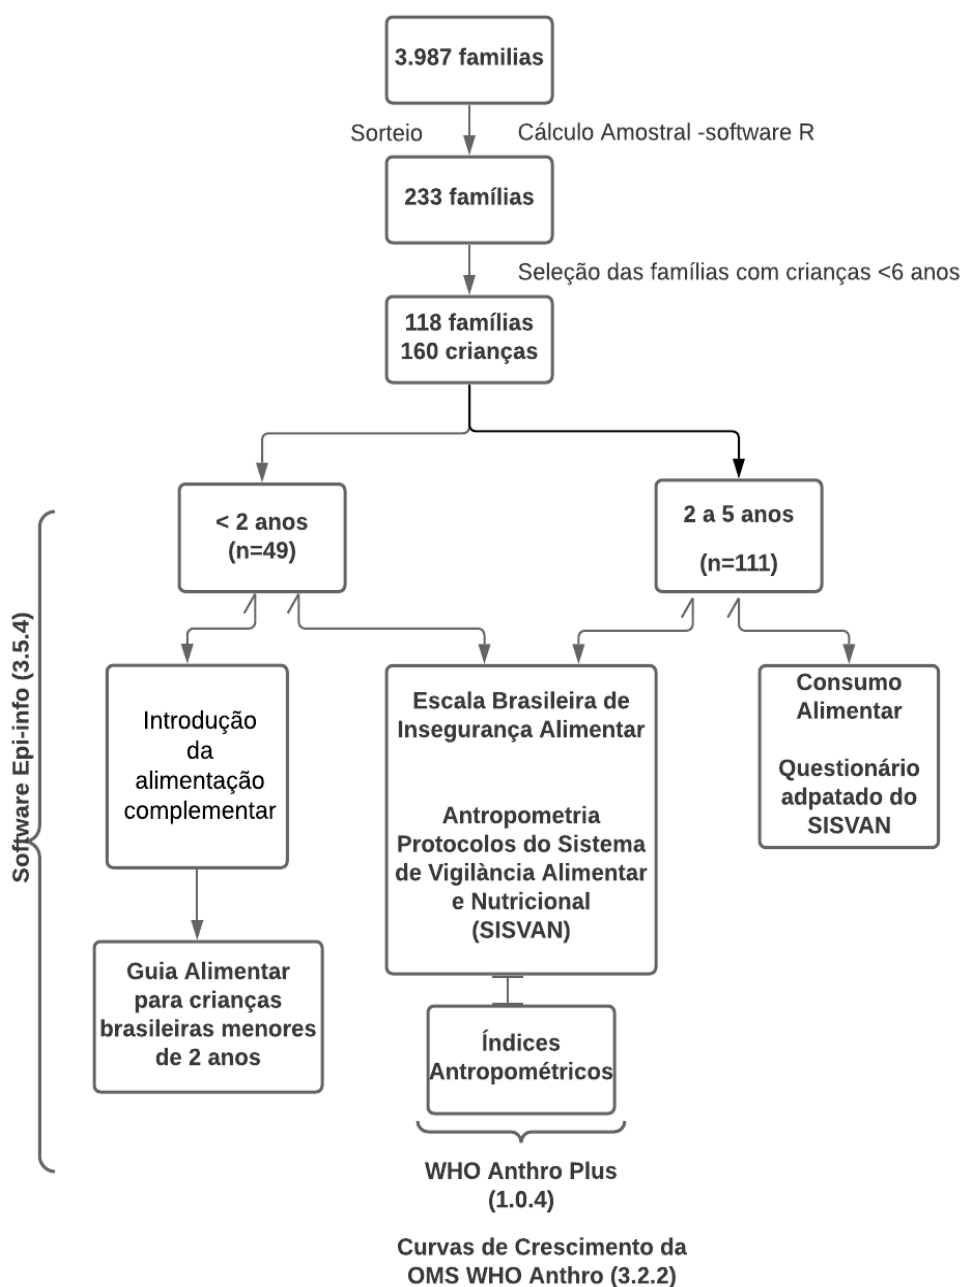 3.987 familias
Sorteio
Cálculo Amostral -software R
233 famílias
Seleção das famílias com crianças <6 anos
118 famílias
160 crianças
< 2 anos
(n=49)
2 a 5 anos
(n=111)
Software Epi-info (3.5.4)
Introdução
da
alimentação
complementar
Escala Brasileira de
Insegurança Alimentar
Antropometria
Protocolos do Sistema
de Vigilància Alimentar
e Nutricional
(SISVAN)
Consumo
Alimentar
Questionário
adpatado do
SISVAN
Guia Alimentar
para crianças
brasileiras menores
de 2 anos
Índices
Antropométricos
WHO Anthro Plus
(1.0.4)
Curvas de Crescimento da
OMS WHO Anthro (3.2.2)